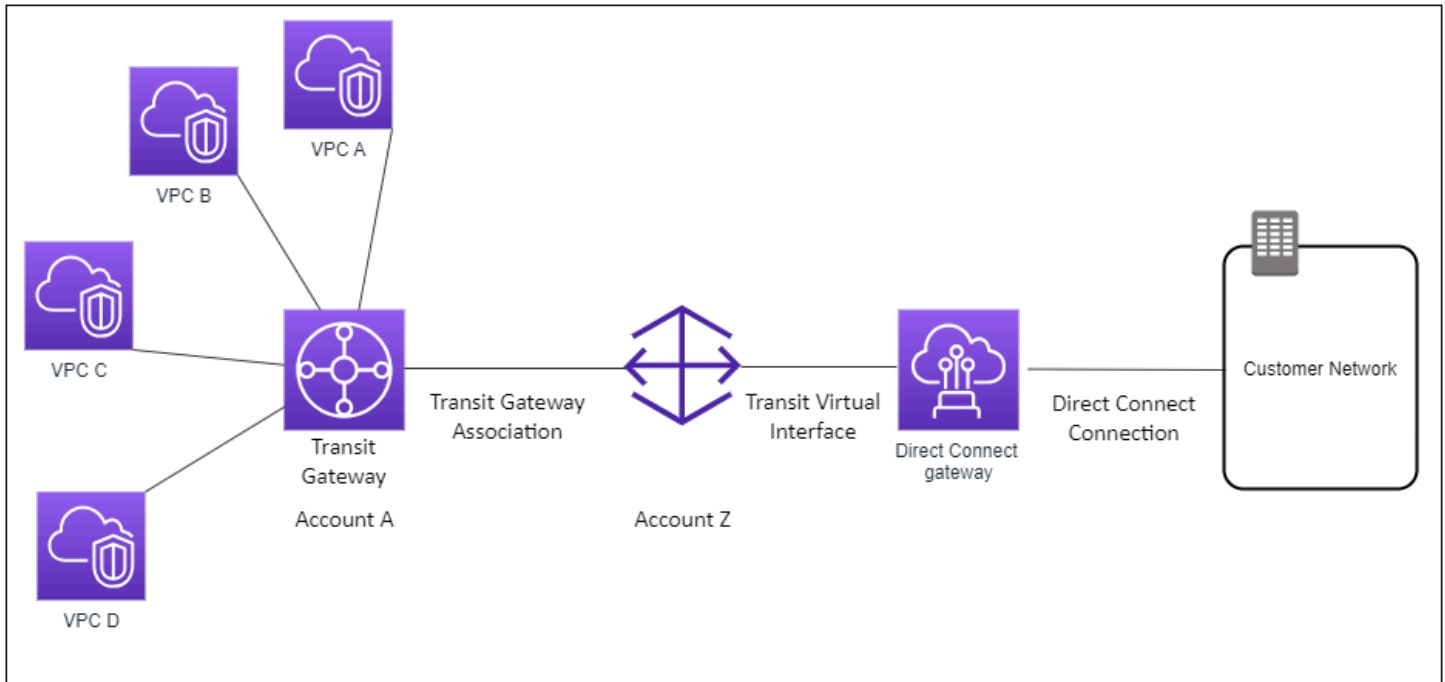 VPC A
VPC B
VPC C
VPC D
Transit
Gateway
Account A
Transit Gateway
Association
Account Z
Transit Virtual
Interface
Direct Connect
gateway
Direct Connect
Connection
Customer Network